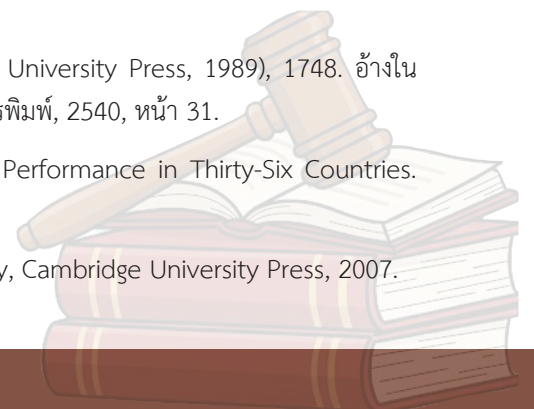 University Press, 1989), 1748. อ้างใน
รพิมพ์, 2540, หน้า 31.
Performance in Thirty-Six Countries.
y, Cambridge University Press, 2007.